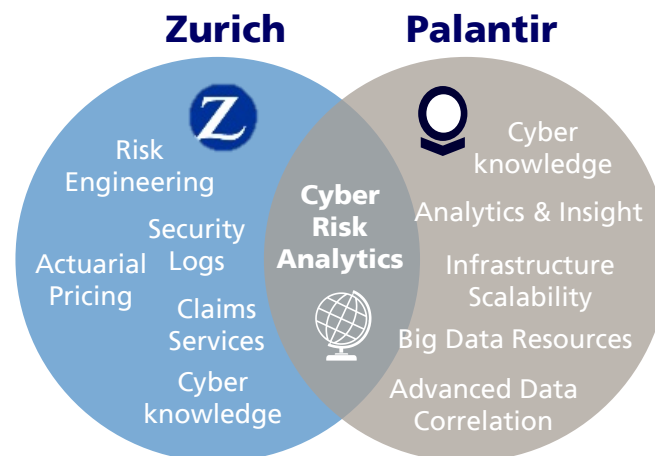 Zurich
Palantir
Z
Risk
Engineering
Security
Logs
Actuarial
Pricing
Claims
Services
Cyber
knowledge
Cyber
Risk
Analytics
Cyber
knowledge
Analytics & Insight
Infrastructure
Scalability
Big Data Resources
Advanced Data
Correlation